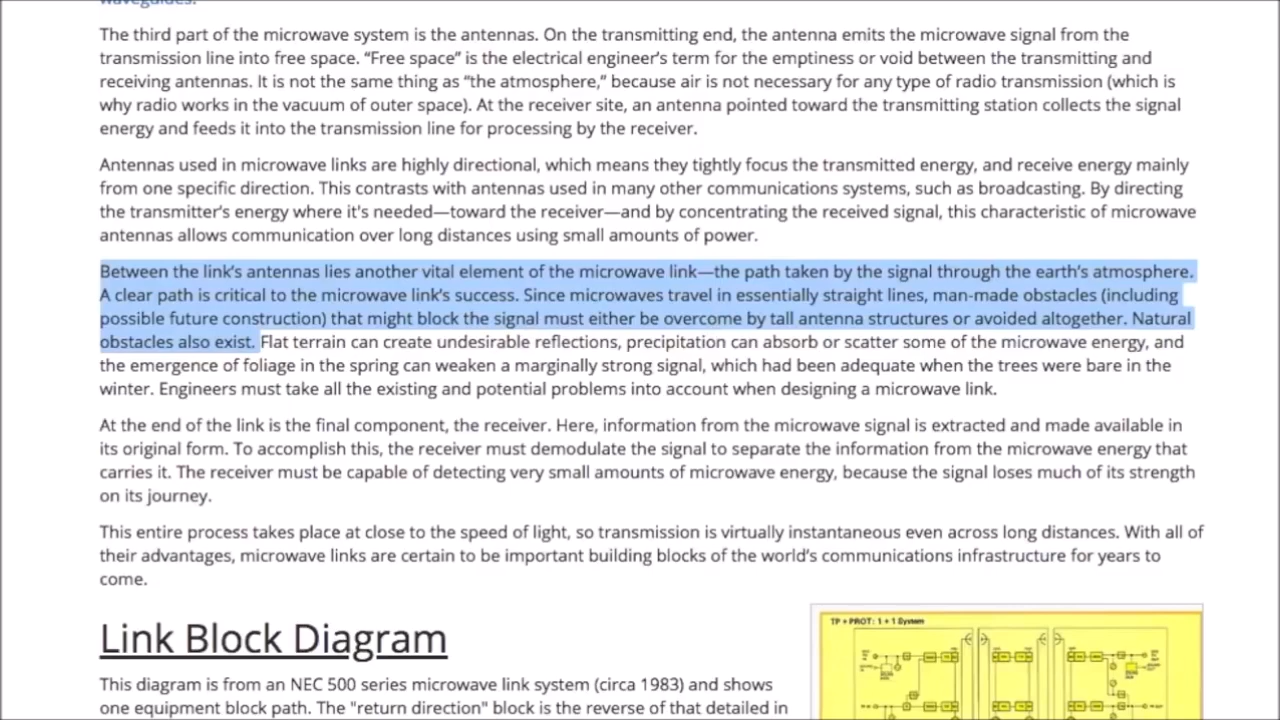 waveguides.
The third part of the microwave system is the antennas. On the transmitting end, the antenna emits the microwave signal from the
transmission line into free space. “Free space” is the electrical engineer’s term for the emptiness or void between the transmitting and
receiving antennas. It is not the same thing as “the atmosphere,” because air is not necessary for any type of radio transmission (which is
why radio works in the vacuum of outer space). At the receiver site, an antenna pointed toward the transmitting station collects the signal
energy and feeds it into the transmission line for processing by the receiver.
Antennas used in microwave links are highly directional, which means they tightly focus the transmitted energy, and receive energy mainly
from one specific direction. This contrasts with antennas used in many other communications systems, such as broadcasting. By directing
the transmitter’s energy where it's needed—toward the receiver—and by concentrating the received signal, this characteristic of microwave
antennas allows communication over long distances using small amounts of power.
Between the link’s antennas lies another vital element of the microwave link—the path taken by the signal through the earth’s atmosphere.
A clear path is critical to the microwave link’s success. Since microwaves travel in essentially straight lines, man-made obstacles (including
possible future construction) that might block the signal must either be overcome by tall antenna structures or avoided altogether. Natural
obstacles also exist. Flat terrain can create undesirable reflections, precipitation can absorb or scatter some of the microwave energy, and
the emergence of foliage in the spring can weaken a marginally strong signal, which had been adequate when the trees were bare in the
winter. Engineers must take all the existing and potential problems into account when designing a microwave link.
At the end of the link is the final component, the receiver. Here, information from the microwave signal is extracted and made available in
its original form. To accomplish this, the receiver must demodulate the signal to separate the information from the microwave energy that
carries it. The receiver must be capable of detecting very small amounts of microwave energy, because the signal loses much of its strength
on its journey.
This entire process takes place at close to the speed of light, so transmission is virtually instantaneous even across long distances. With all of
their advantages, microwave links are certain to be important building blocks of the world’s communications infrastructure for years to
come.
Link Block Diagram
TP + PROT: 1 + 1 System
This diagram is from an NEC 500 series microwave link system (circa 1983) and shows
one equipment block path. The "return direction" block is the reverse of that detailed in